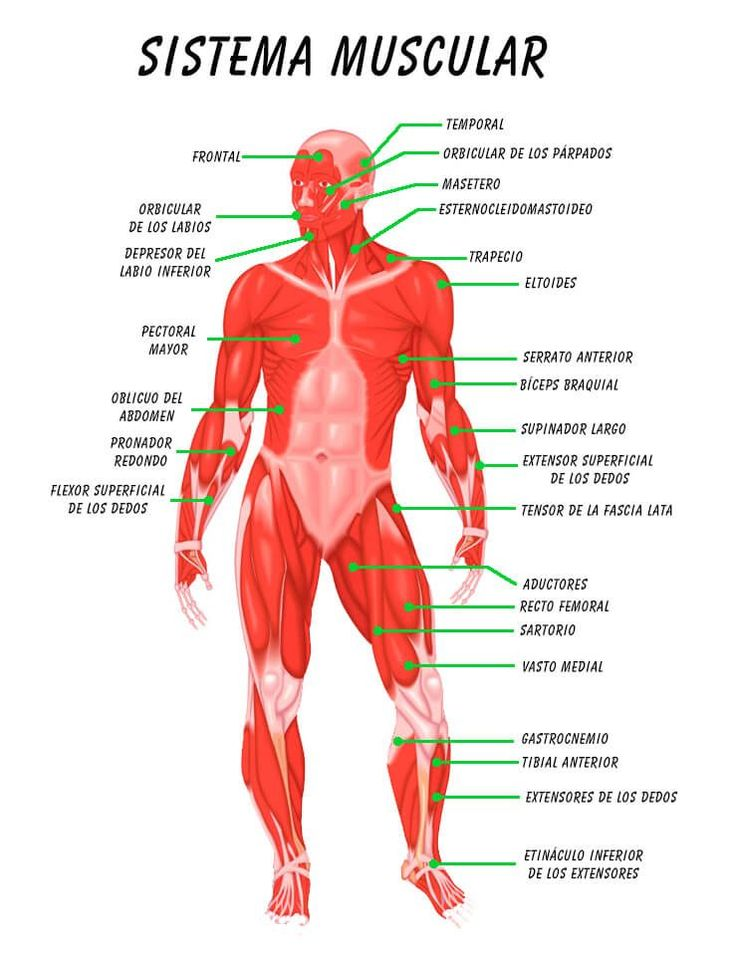 SISTEMA MUSCULAR
FRONTAL
ORBICULAR
DE LOS LABIOS
DEPRESOR DEL
LABIO INFERIOR
PECTORAL
MAYOR
OBLICUO DEL
ABDOMEN
PRONADOR
REDONDO
FLEXOR SUPERFICIAL
DE LOS DEDOS
TEMPORAL
ORBICULAR DE LOS PÁRPADOS
MASETERO
ESTERNOCLEIDOMASTOIDEO
TRAPECIO
ELTOIDES
SERRATO ANTERIOR
BÍCEPS BRAQUIAL
SUPINADOR LARGO
EXTENSOR SUPERFICIAL
DE LOS DEDOS
TENSOR DE LA FASCIA LATA
ADUCTORES
RECTO FEMORAL
SARTORIO
VASTO MEDIAL
GASTROCNEMIO
TIBIAL ANTERIOR
EXTENSORES DE LOS DEDOS
ETINÁCULO INFERIOR
DE LOS EXTENSORES